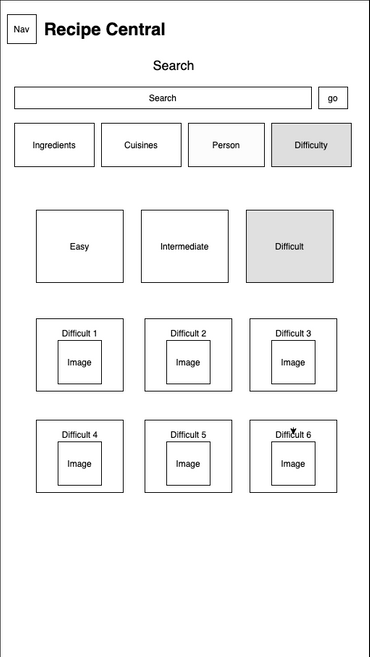 Nav
Recipe Central
Search
Search
go
Ingredients
Cuisines
Person
Difficulty
Easy
Intermediate
Difficult
Difficult 1
Difficult 2
Difficult 3
Image
Image
Image
Difficult 4
Difficult 5
Difficult 6
Image
Image
Image